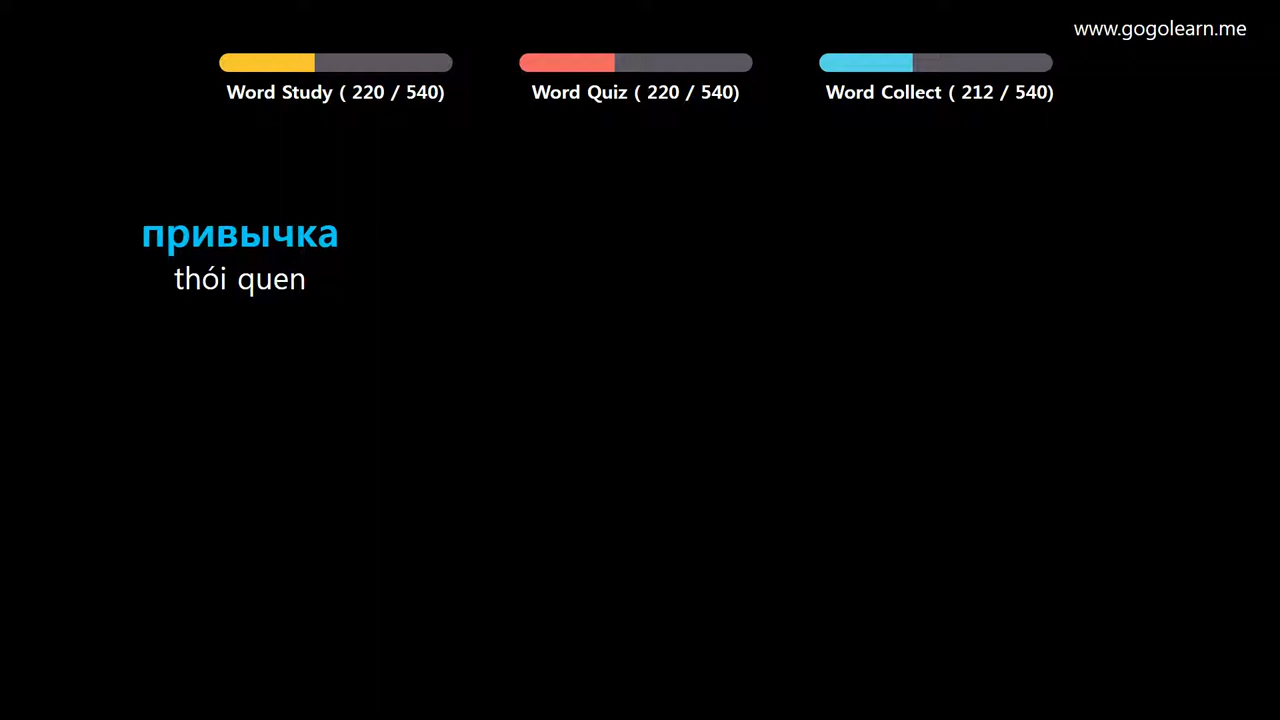 www.gogolearn.me
Word Study ( 220 / 540)
Word Quiz ( 220 / 540)
Word Collect ( 212 / 540)
привычка
thói quen